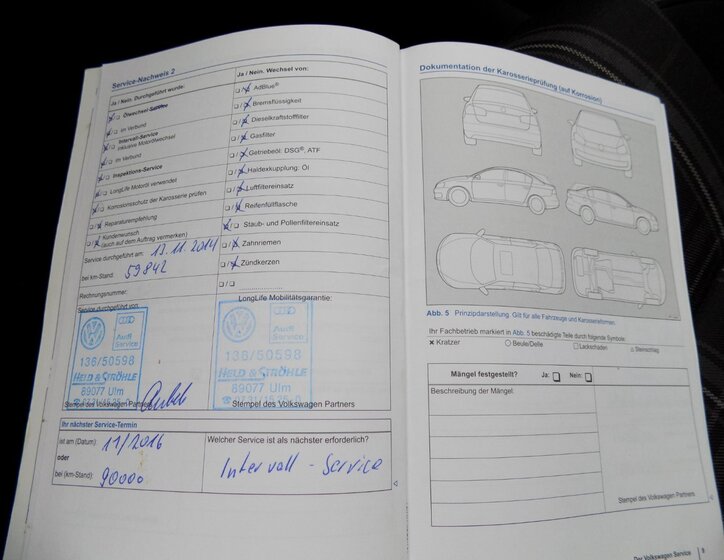 Service-Nachweis 2
Ja / Nein. Durchgeführt wurde:
Ölwechsel-Service
im Verbund
Intervall-Service
inklusive Motorölwechsel
im Verbund
Inspektions-Service
LongLife Motoröl verwendet
Korrosionsschutz der Karosserie prüfen
Reparaturempfehlung
Kundenwunsch
(auch auf dem Auftrag vermerken)
Service durchgeführt am: 13.11.2014
bei km-Stand: 59842
Rechnungsnummer:
Service durchgeführt von
Audi
Service
136/50598
HELD & STRÖHLE
89077 Ulm
Stempel des Volkswagen Partners
Ja / Nein. Wechsel von:
AdBlue®
Bremsflüssigkeit
Dieselkraftstofffilter
Gasfilter
Getriebeöl: DSG®, ATF
Haldexkupplung: Öl
Luftfiltereinsatz
Reifenfüllflasche
Staub- und Pollenfiltereinsatz
Zahnriemen
Zündkerzen
LongLife Mobilitätsgarantie:
Audi
Service
136/50598
HELD & STRÖHLE
89077 Ulm
Stempel des Volkswagen Partners
Ihr nächster Service-Termin
ist am (Datum): 11/2016
oder
bei (km-Stand): 90000
Welcher Service ist als nächster erforderlich?
Intervall - Service
Dokumentation der Karosserieprüfung (auf Korrosion)
Abb. 5 Prinzipdarstellung. Gilt für alle Fahrzeuge und Karosserieformen.
Ihr Fachbetrieb markiert in Abb. 5 beschädigte Teile durch folgende Symbole:
× Kratzer ○ Beule/Delle □ Lackschaden △ Steinschlag
Mängel festgestellt? Ja: Nein:
Beschreibung der Mängel
Stempel des Volkswagen Partners
Der Volkswagen Service